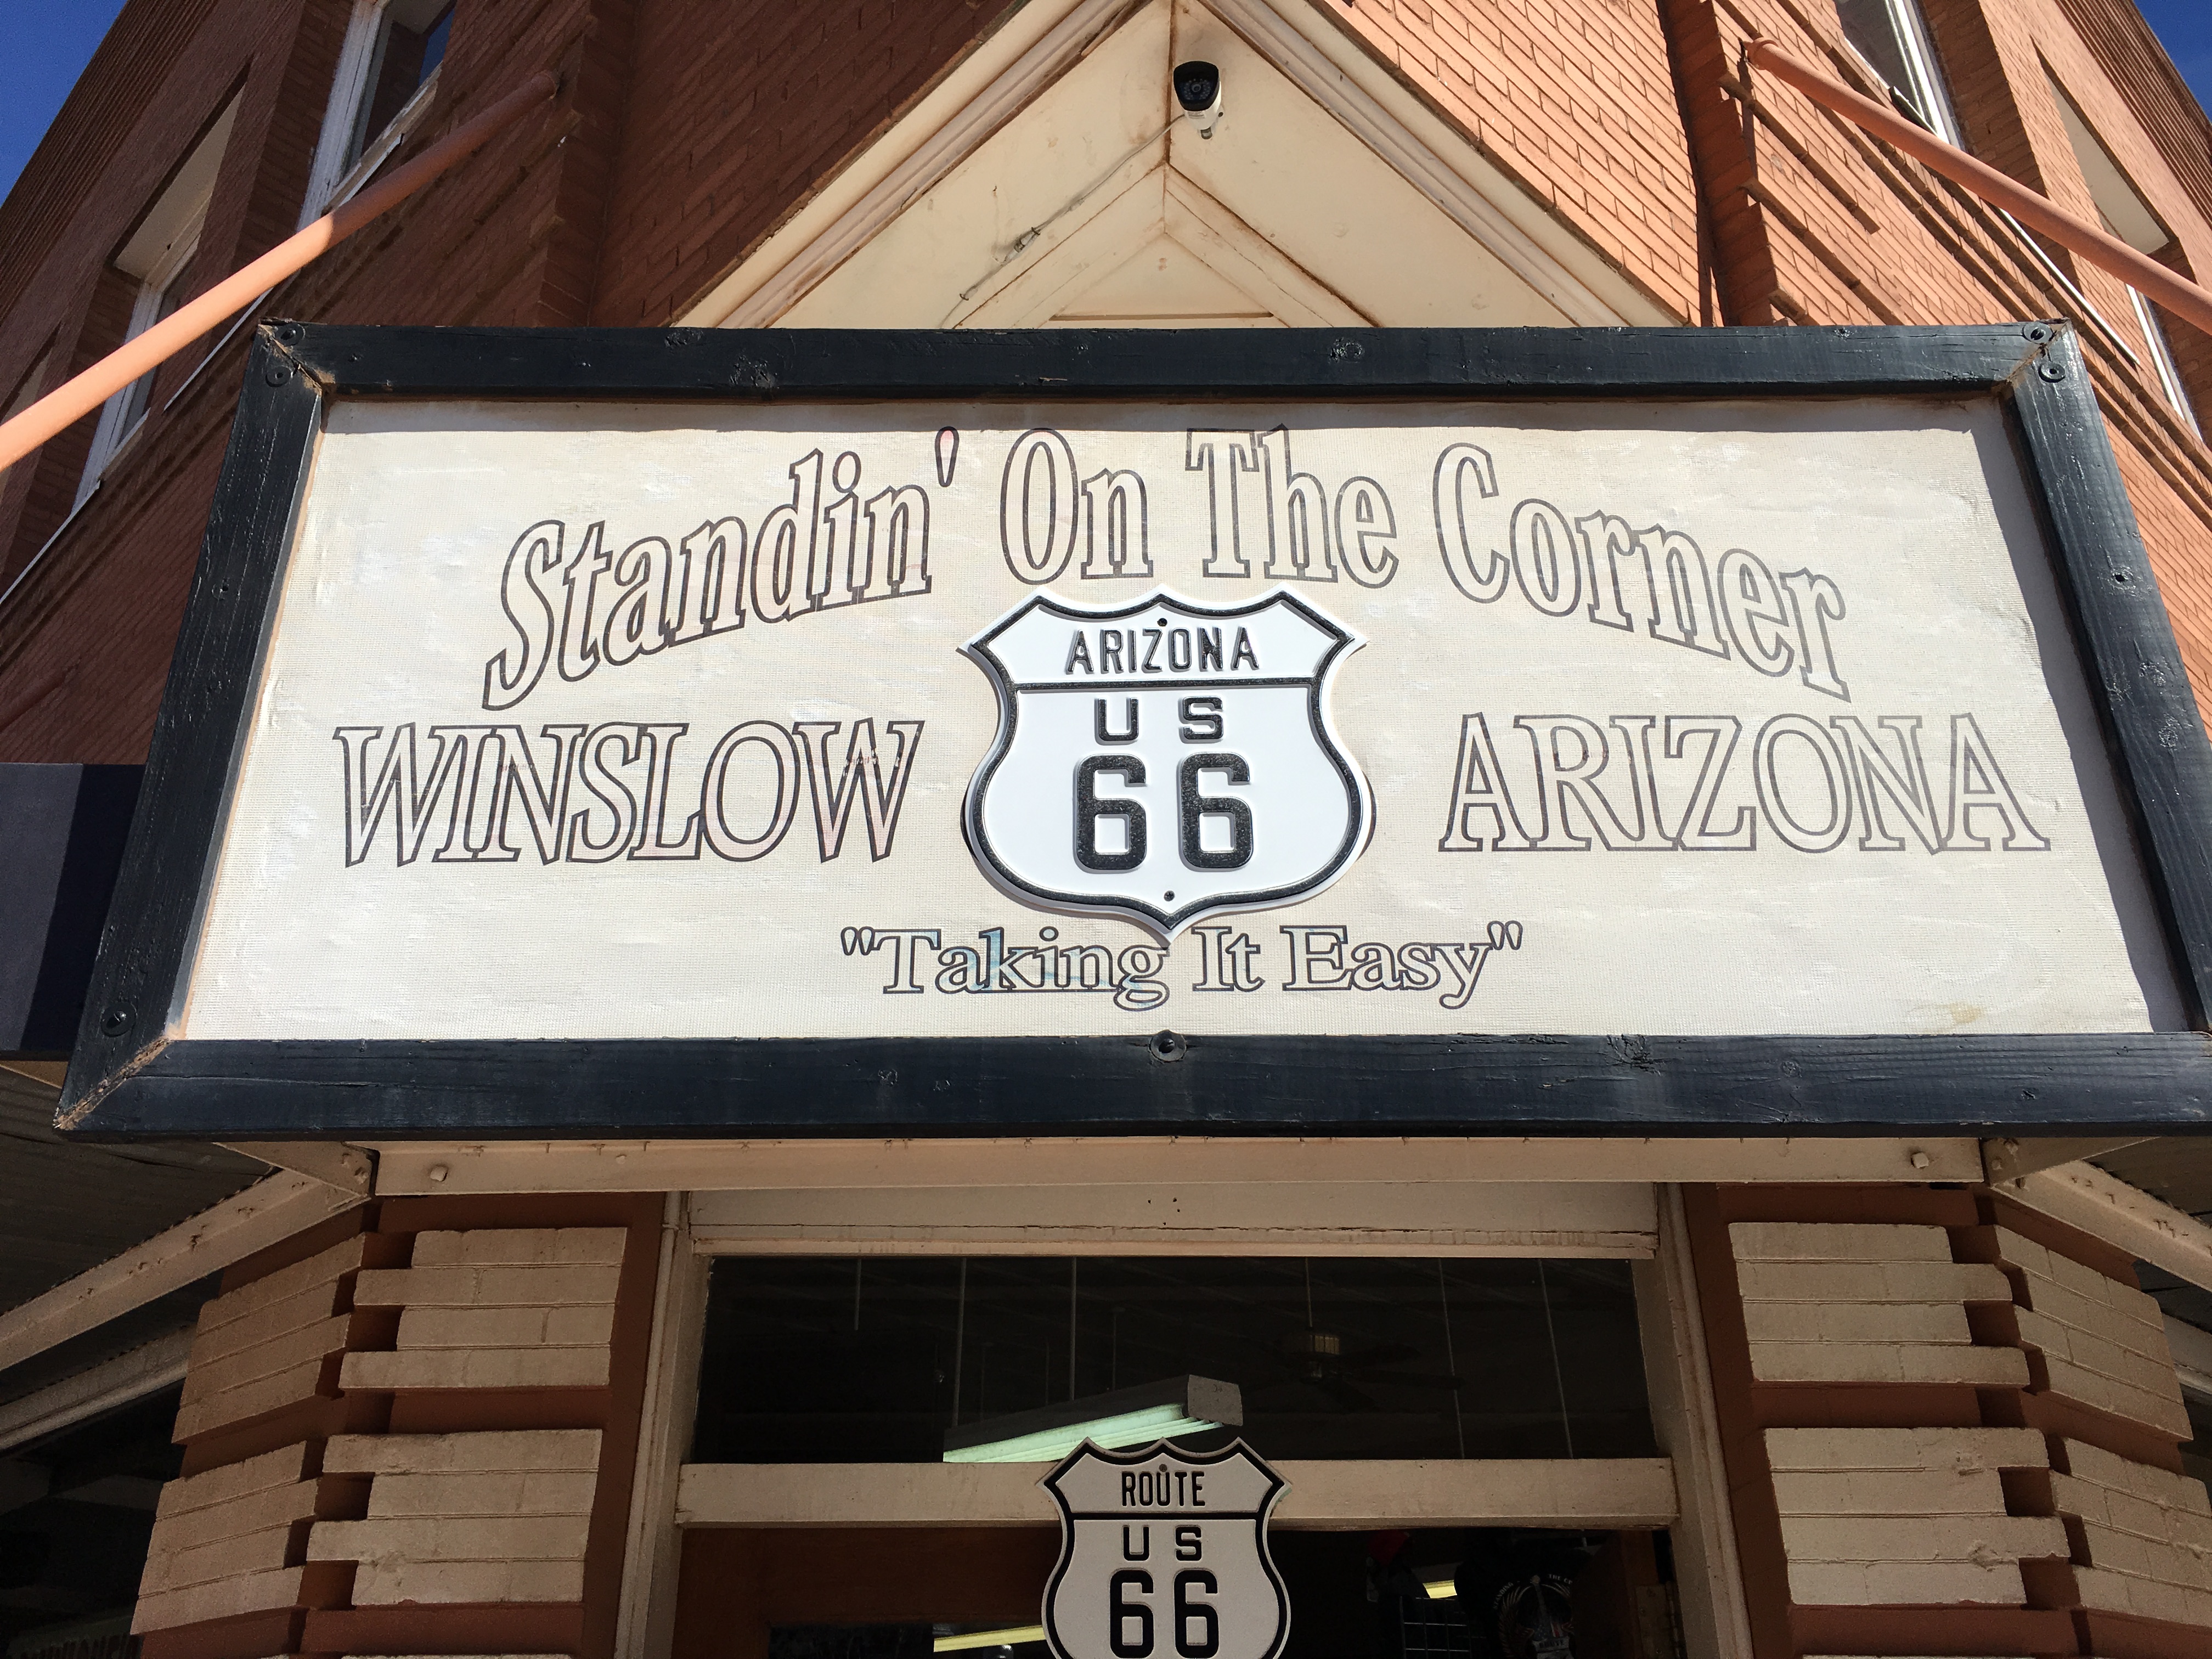 Standin' On The Corner
WINSLOW
ARIZONA
US
66
ARIZONA
"Taking It Easy"
ROUTE
US
66